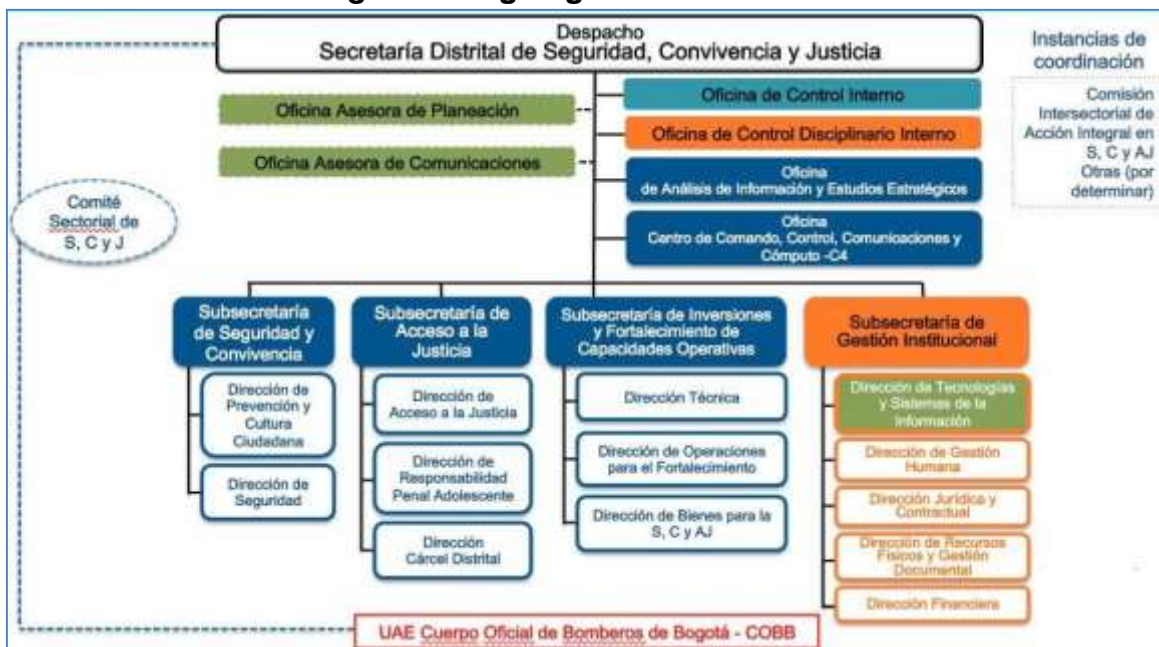 Despacho
Secretaría Distrital de Seguridad, Convivencia y Justicia
Instancias de
coordinación
Comisión
Intersectorial de
Acción Integral en
S, C y AJ
Otras (por
determinar)
Oficina Asesora de Planeación
Oficina de Control Interno
Oficina de Control Disciplinario Interno
Oficina Asesora de Comunicaciones
Oficina
de Análisis de Información y Estudios Estratégicos
Oficina
Centro de Comando, Control, Comunicaciones y
Cómputo -C4
Comité
Sectorial de
S, C y J
Subsecretaría
de Seguridad y
Convivencia
Dirección de
Prevención y
Cultura
Ciudadana
Dirección de
Seguridad
Subsecretaría de
Acceso a la
Justicia
Dirección de
Acceso a la Justicia
Dirección de
Responsabilidad
Penal Adolescente
Dirección
Cárcel Distrital
Subsecretaría de Inversiones
y Fortalecimiento de
Capacidades Operativas
Dirección Técnica
Dirección de Operaciones
para el Fortalecimiento
Dirección de Bienes para la
S, C y AJ
Subsecretaría de
Gestión Institucional
Dirección de Tecnologías
y Sistemas de la
Información
Dirección de Gestión
Humana
Dirección Jurídica y
Contractual
Dirección de Recursos
Físicos y Gestión
Documental
Dirección Financiera
UAE Cuerpo Oficial de Bomberos de Bogotá - COBB